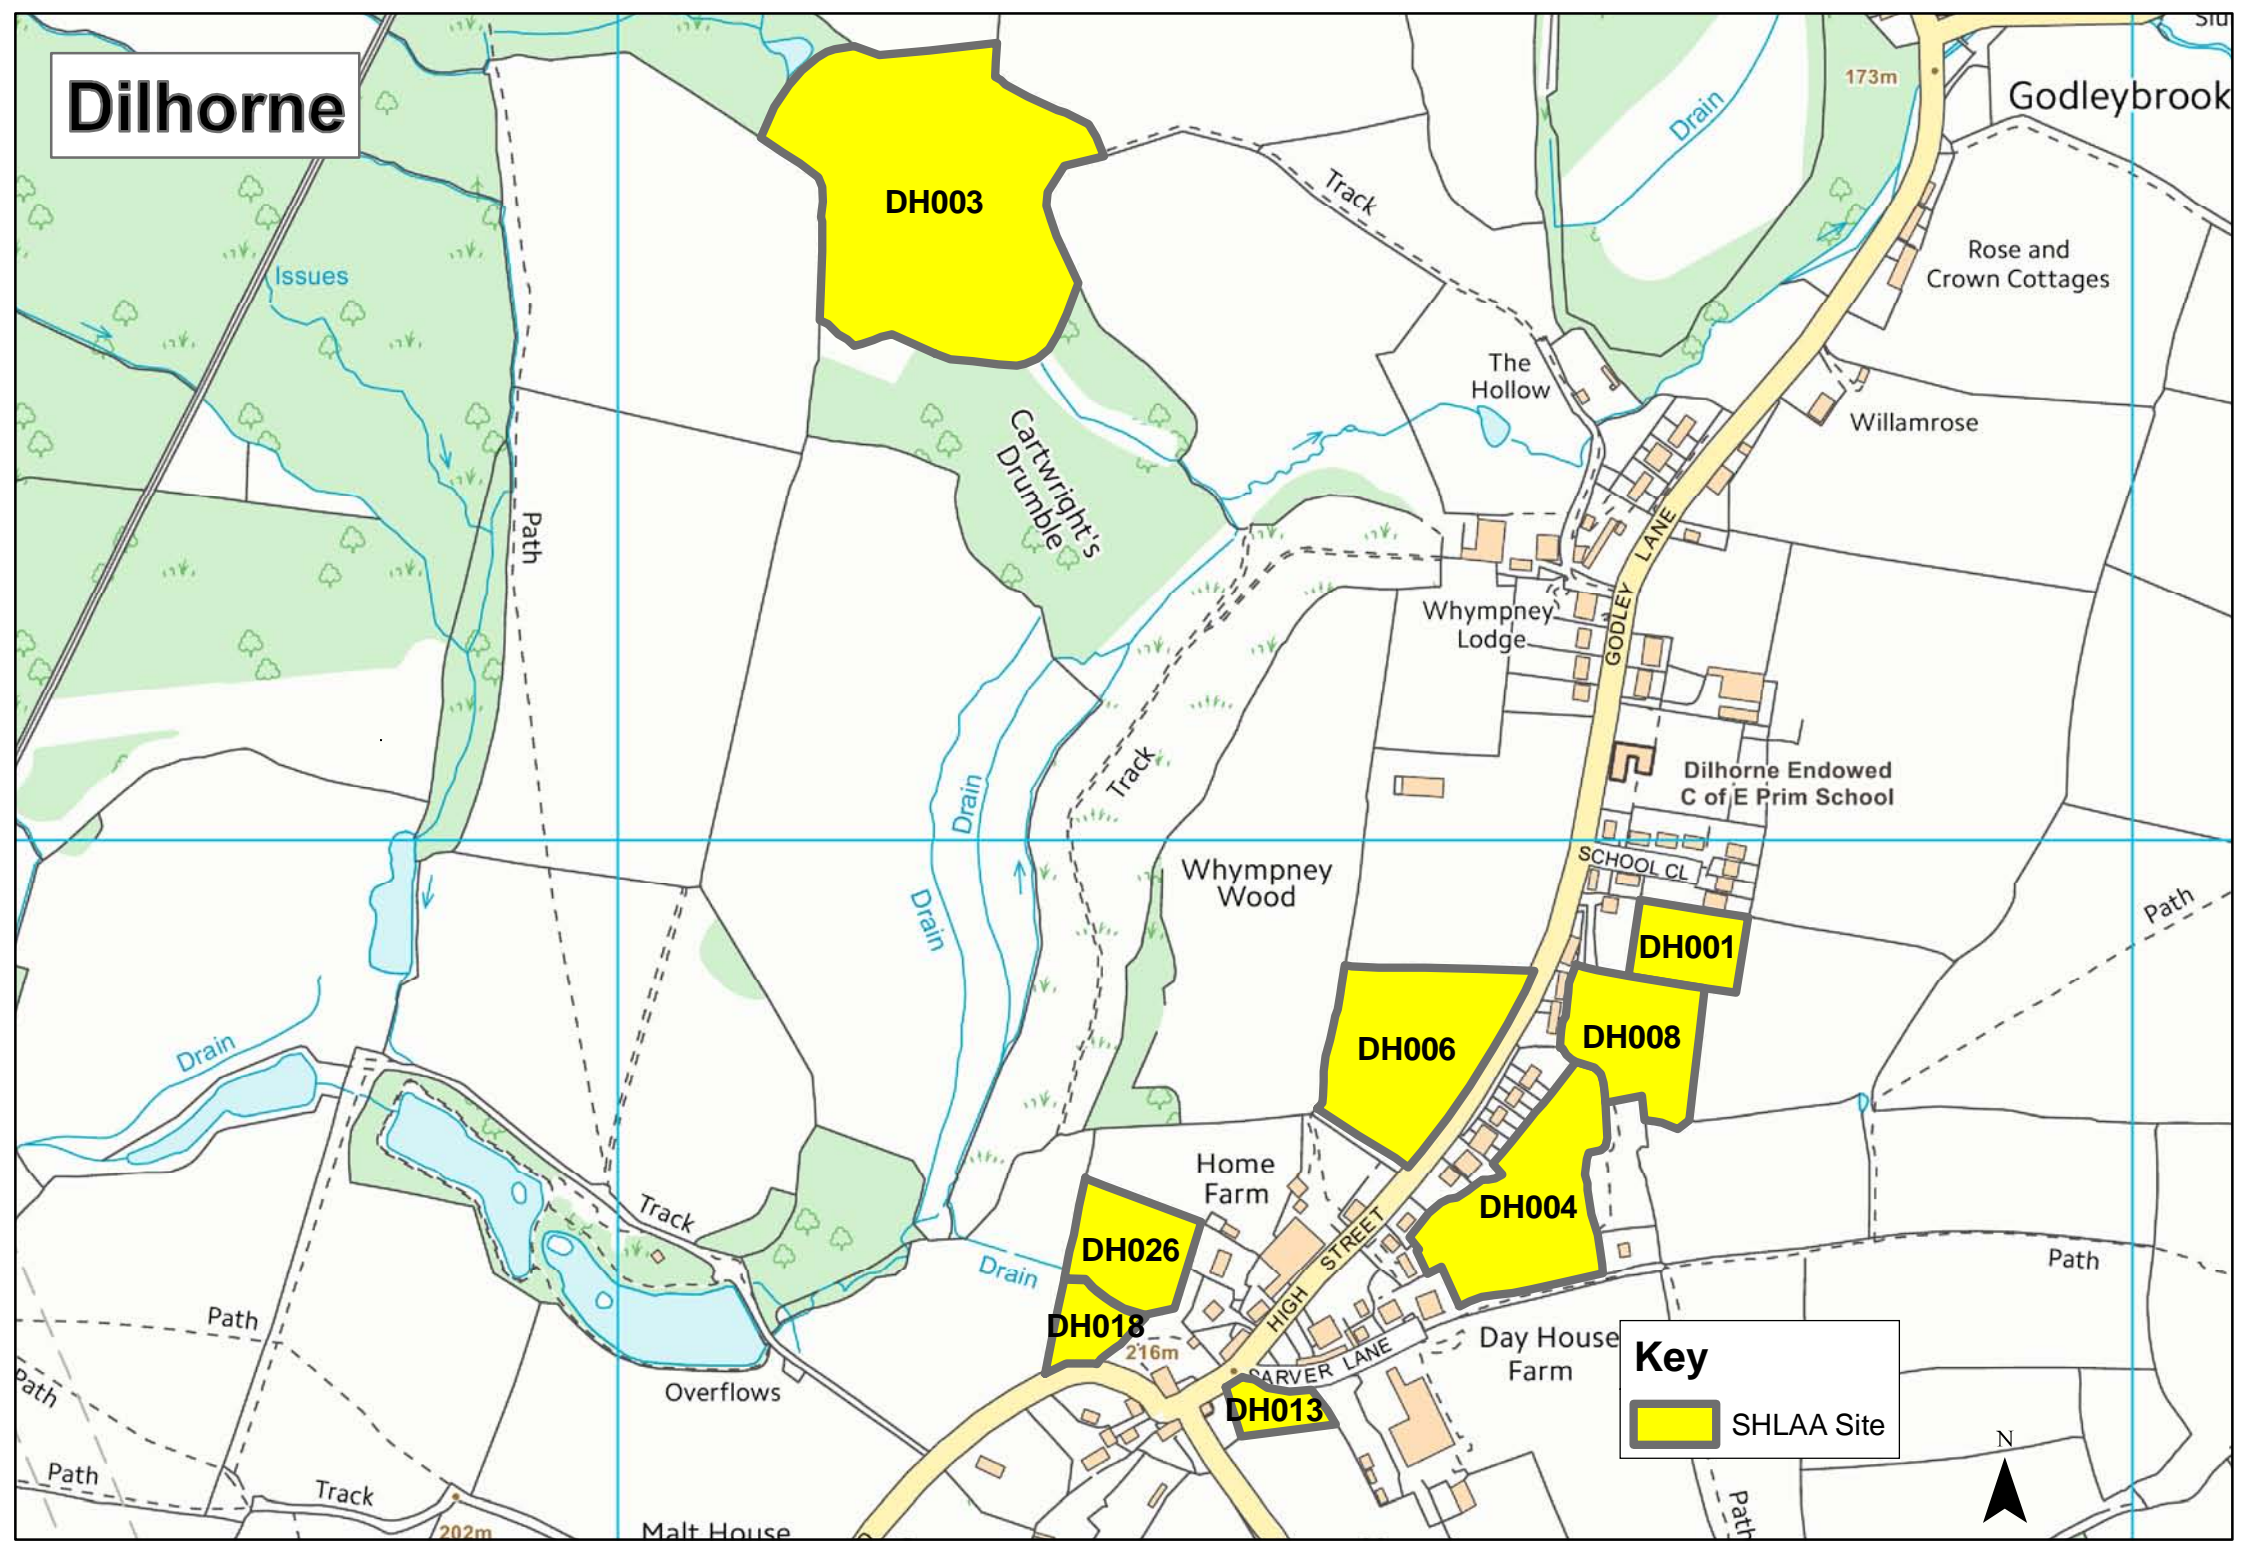 Dilhorne
173m
Godleybrook
Drain
DH003
Track
Rose and
Crown Cottages
Issues
The
Hollow
Willamrose
Cartwright's
Drumble
Path
GODLEY LANE
Whympney
Lodge
Track
Drain
Dilhorne Endowed
C of E Prim School
SCHOOL CL
Whympney
Wood
Drain
Path
DH001
DH006
DH008
Drain
Home
Farm
DH004
Track
DH026
HIGH STREET
Path
Drain
Path
DH018
216m
SARVER LANE
Day House
Farm
Key
Path
Overflows
DH013
SHLAA Site
N
Path
Track
Path
202m
Malt House